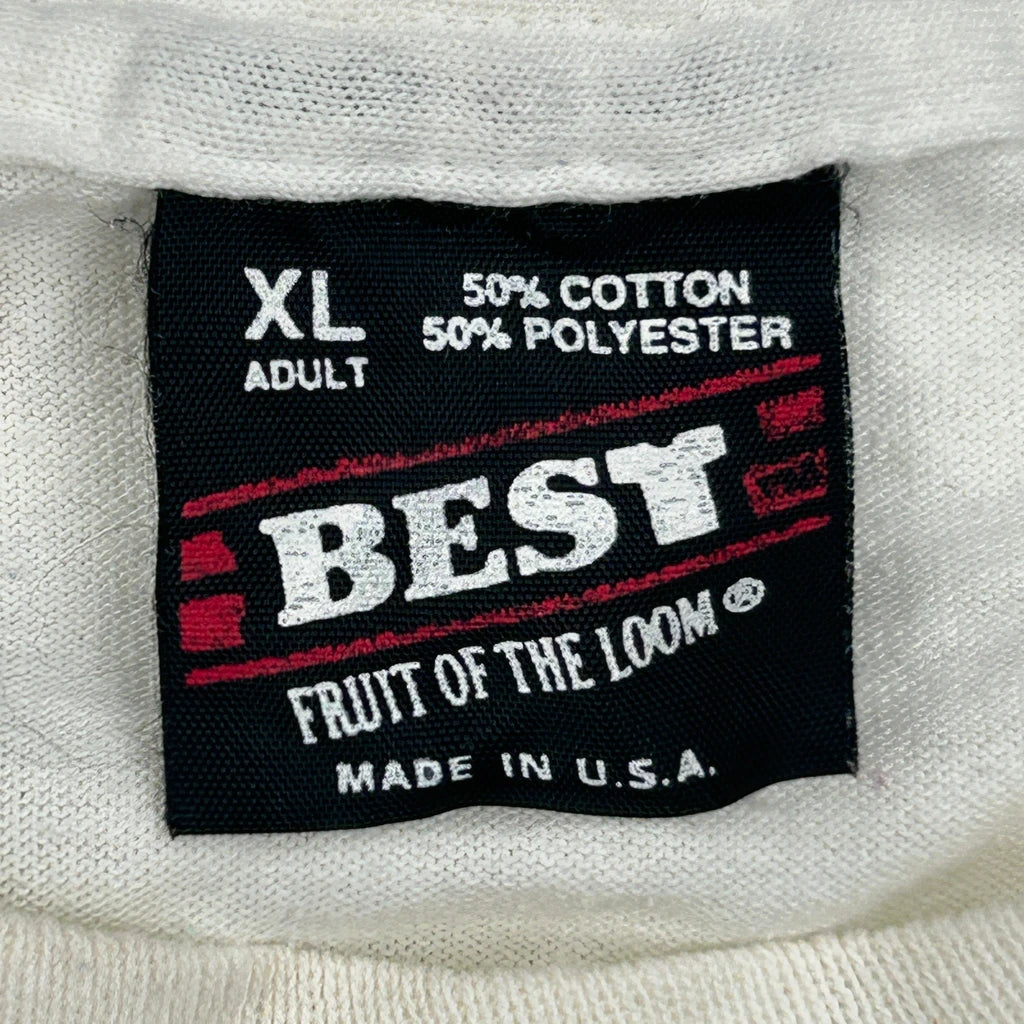 XL
ADULT
50% COTTON
50% POLYESTER
BEST
FRUIT OF THE LOOM®
MADE IN U.S.A.